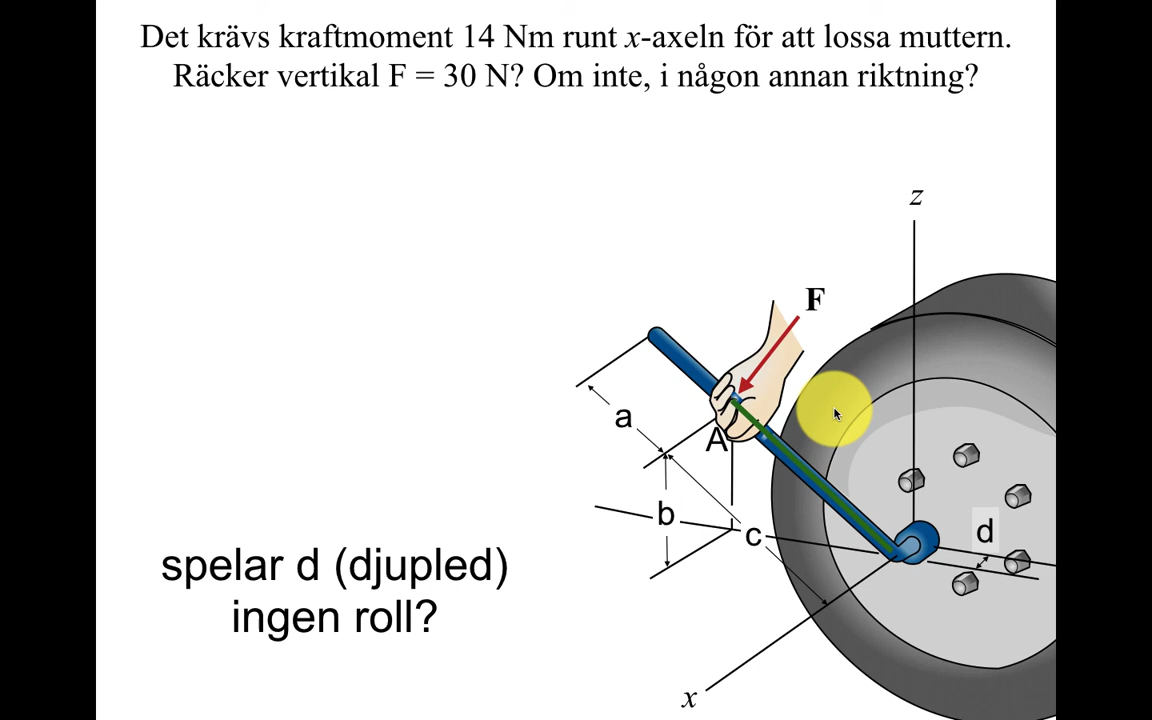 Det krävs kraftmoment 14 Nm runt x-axeln för att lossa muttern.
Räcker vertikal F = 30 N? Om inte, i någon annan riktning?
z
F
a
A
b
c
d
spelar d (djupled)
ingen roll?
x